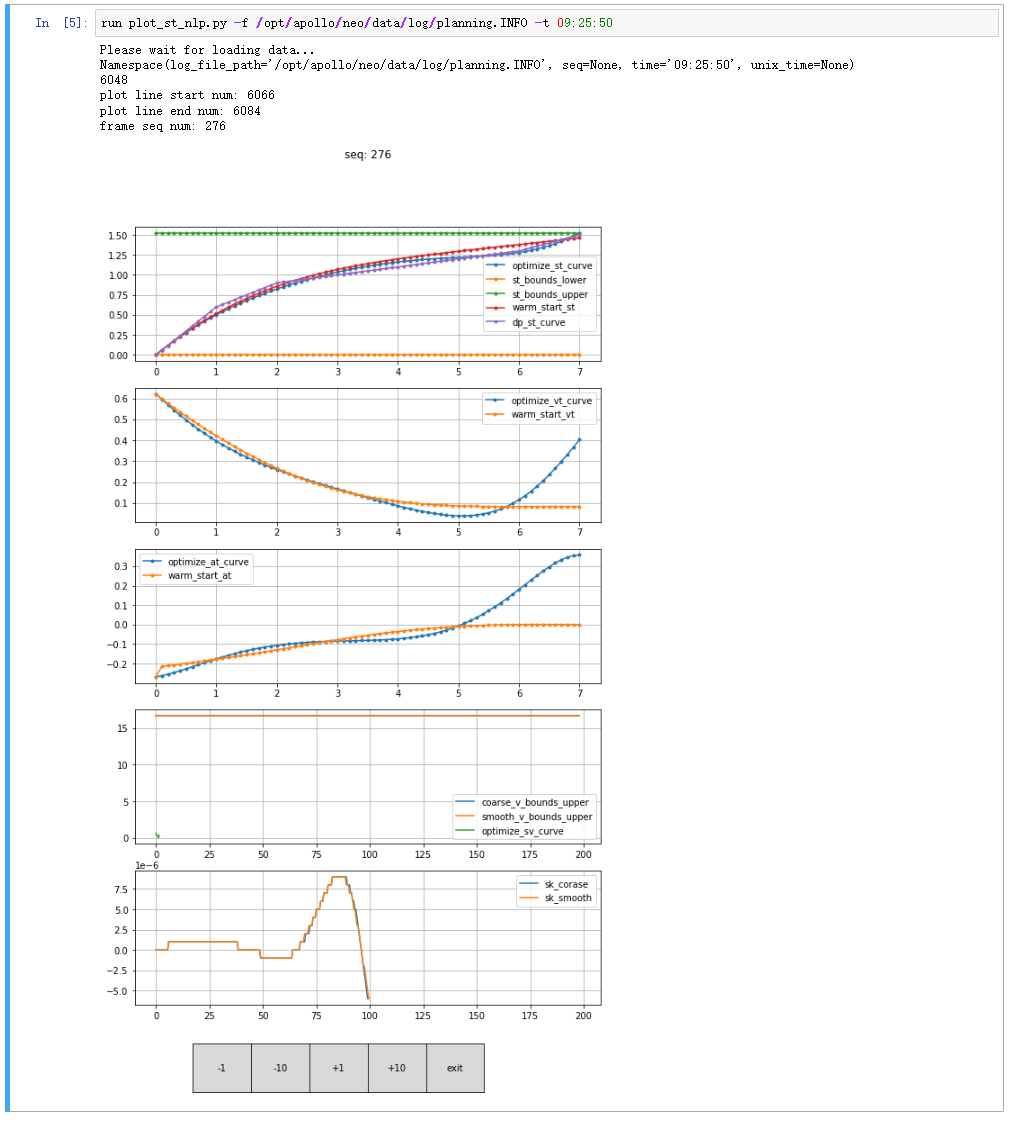 In [5]: run plot_st_nlp.py -f /opt/apollo/neo/data/log/planning.INFO -t 09:25:50
Please wait for loading data...
Namespace(log_file_path='/opt/apollo/neo/data/log/planning.INFO', seq=None, time='09:25:50', unix_time=None)
6048
plot line start num: 6066
plot line end num: 6084
frame seq num: 276
seq: 276
1.50
1.25
1.00
0.75
0.50
0.25
0.00
optimize_st_curve
st_bounds_lower
st_bounds_upper
warm_start_st
dp_st_curve
0 1 2 3 4 5 6 7
0.6
0.5
0.4
0.3
0.2
0.1
optimize_vt_curve
warm_start_vt
0 1 2 3 4 5 6 7
0.3
0.2
0.1
0.0
−0.1
−0.2
optimize_at_curve
warm_start_at
0 1 2 3 4 5 6 7
15
10
5
0
coarse_v_bounds_upper
smooth_v_bounds_upper
optimize_sv_curve
0 25 50 75 100 125 150 175 200
1e−6
7.5
5.0
2.5
0.0
−2.5
−5.0
sk_corase
sk_smooth
0 25 50 75 100 125 150 175 200
-1 -10 +1 +10 exit